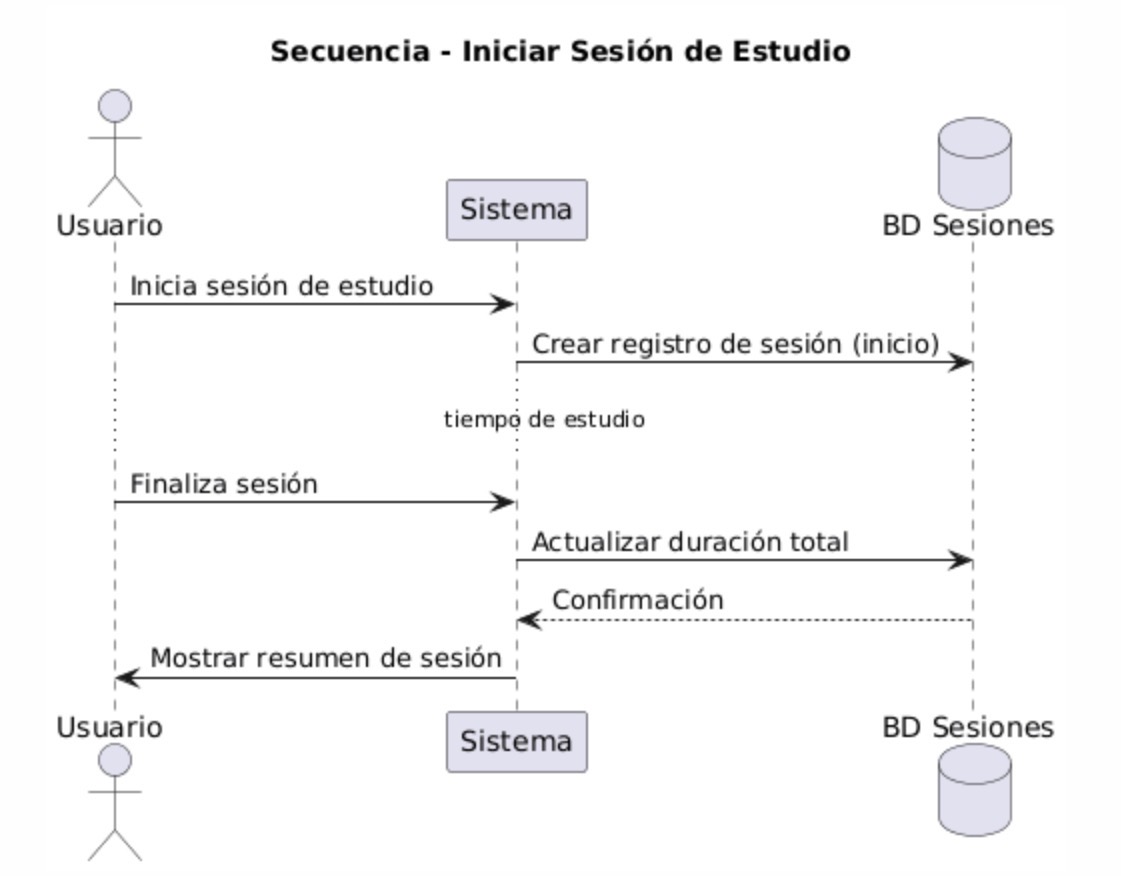 Secuencia - Iniciar Sesión de Estudio
Usuario
Sistema
BD Sesiones
Inicia sesión de estudio
Crear registro de sesión (inicio)
tiempo de estudio
Finaliza sesión
Actualizar duración total
Confirmación
Mostrar resumen de sesión
Usuario
Sistema
BD Sesiones